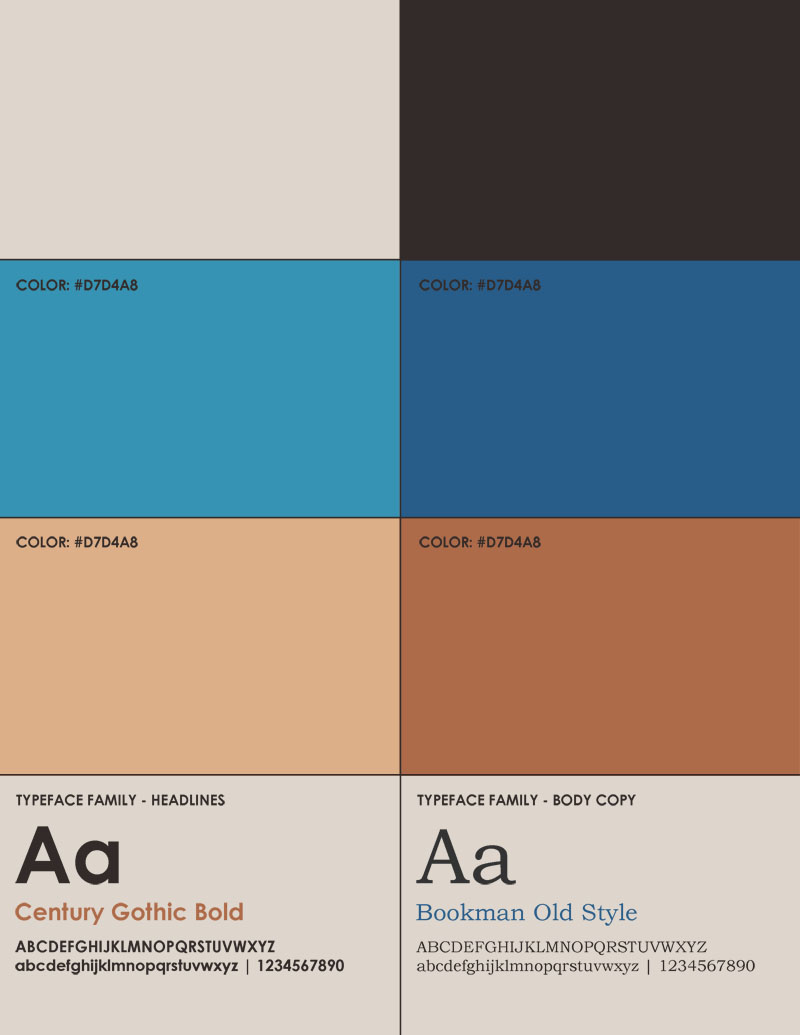 COLOR: #D7D4A8
COLOR: #D7D4A8
COLOR: #D7D4A8
COLOR: #D7D4A8
TYPEFACE FAMILY - HEADLINES
Aa
Century Gothic Bold
ABCDEFGHIJKLMNOPQRSTUVWXYZ
abcdefghijklmnopqrstuvwxyz | 1234567890
TYPEFACE FAMILY - BODY COPY
Aa
Bookman Old Style
ABCDEFGHIJKLMNOPQRSTUVWXYZ
abcdefghijklmnopqrstuvwxyz | 1234567890